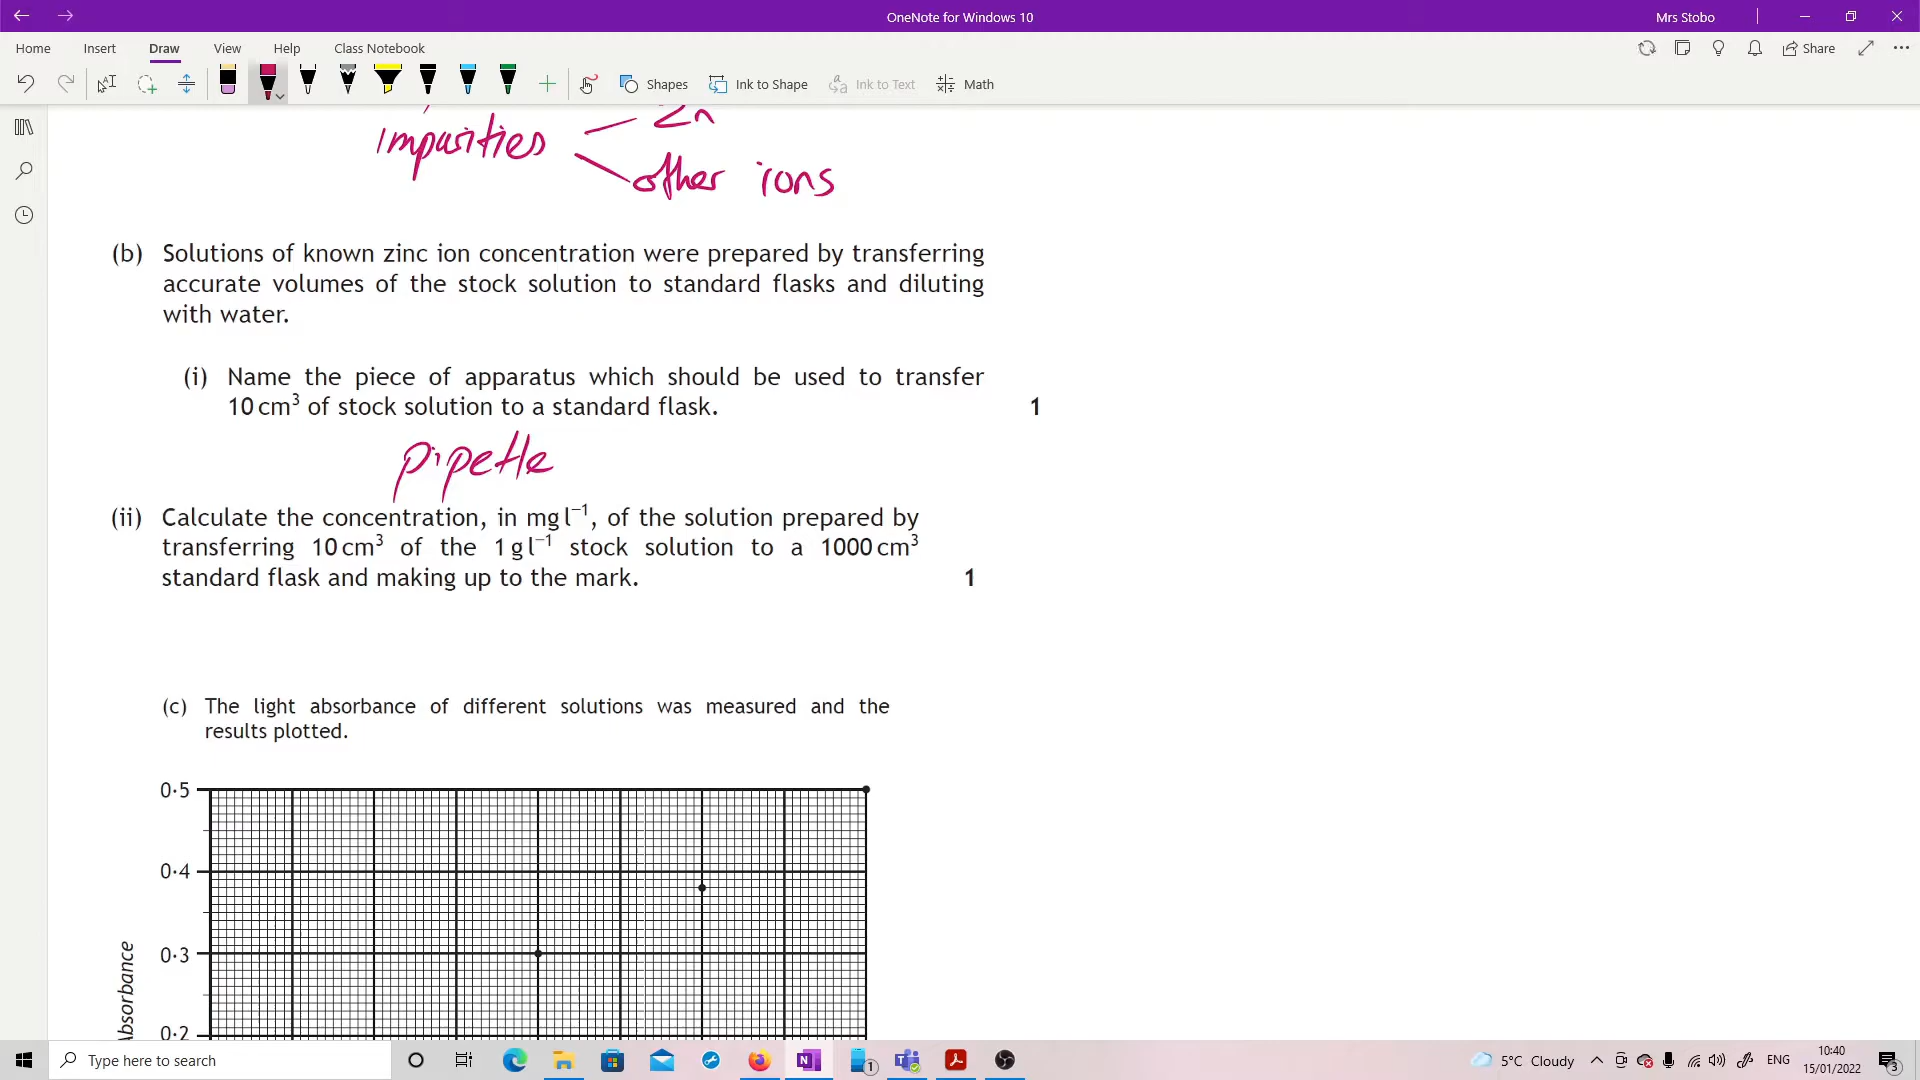 OneNote for Windows 10
Mrs Stobo
Home Insert Draw View Help Class Notebook
Share
Shapes Ink to Shape Ink to Text Math
impurities Zn
other ions
(b) Solutions of known zinc ion concentration were prepared by transferring
accurate volumes of the stock solution to standard flasks and diluting
with water.
(i) Name the piece of apparatus which should be used to transfer
10 cm³ of stock solution to a standard flask. 1
pipette
(ii) Calculate the concentration, in mg l⁻¹, of the solution prepared by
transferring 10 cm³ of the 1 g l⁻¹ stock solution to a 1000 cm³
standard flask and making up to the mark. 1
(c) The light absorbance of different solutions was measured and the
results plotted.
0·5
0·4
0·3
0·2
Absorbance
Type here to search
5°C Cloudy
ENG
10:40
15/01/2022
1
3